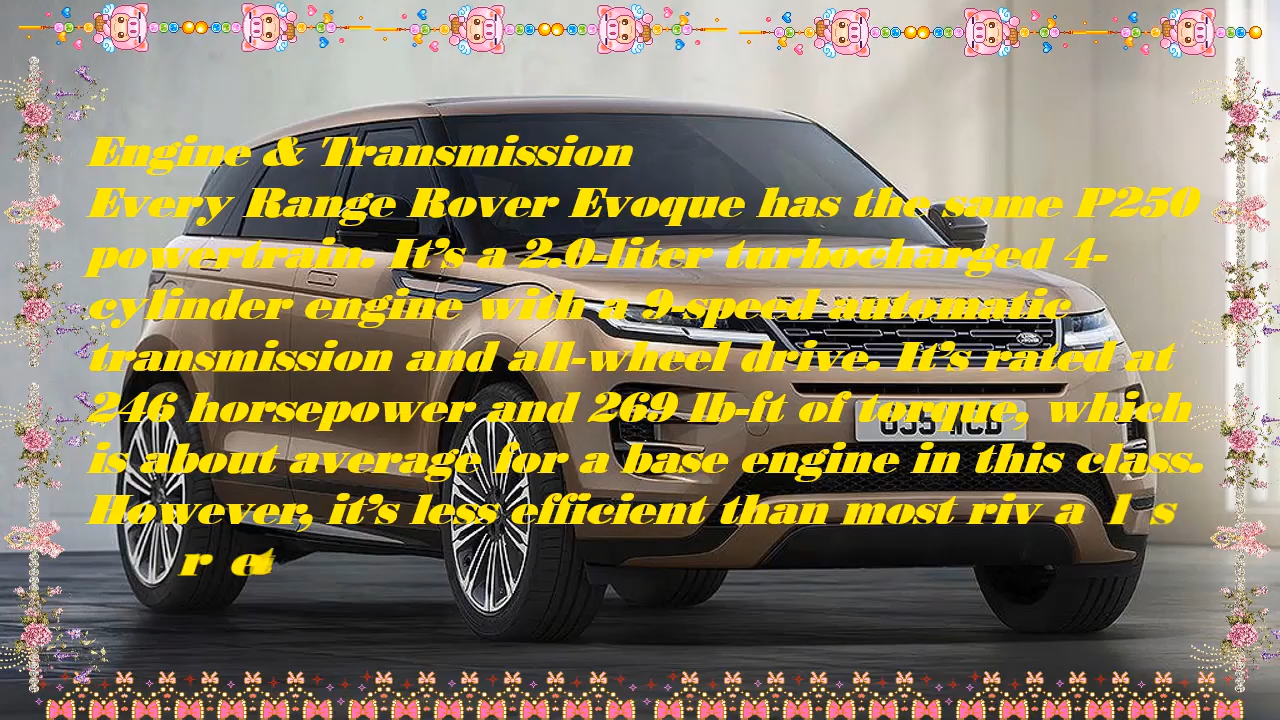 Engine & Transmission
Every Range Rover Evoque has the same P250
powertrain. It’s a 2.0-liter turbocharged 4-
cylinder engine with a 9-speed automatic
transmission and all-wheel drive. It’s rated at
246 horsepower and 269 lb-ft of torque, which
is about average for a base engine in this class.
However, it’s less efficient than most riv a l s